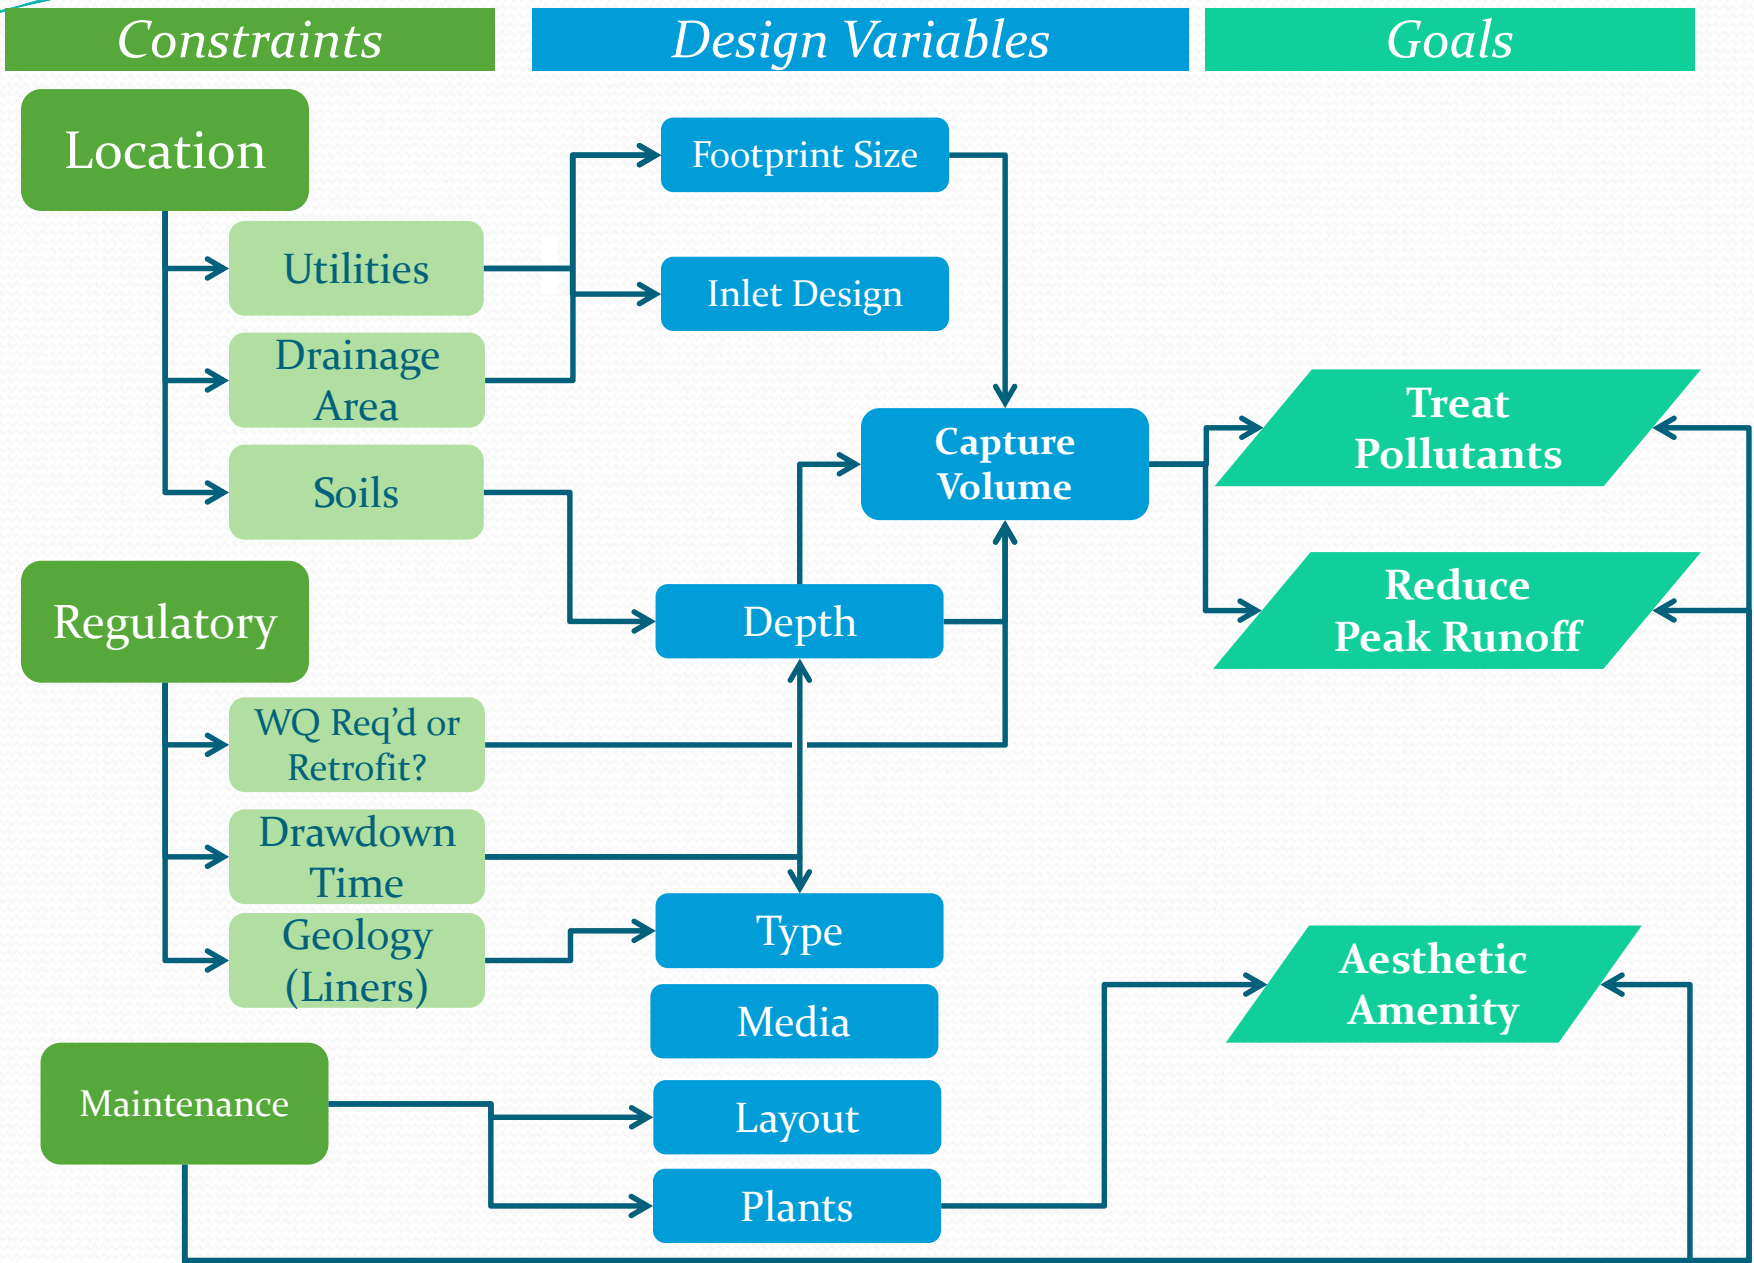 Constraints
Design Variables
Goals
Location
Utilities
Drainage
Area
Soils
Regulatory
WQ Req’d or
Retrofit?
Drawdown
Time
Geology
(Liners)
Maintenance
Footprint Size
Inlet Design
Capture
Volume
Depth
Type
Media
Layout
Plants
Treat
Pollutants
Reduce
Peak Runoff
Aesthetic
Amenity